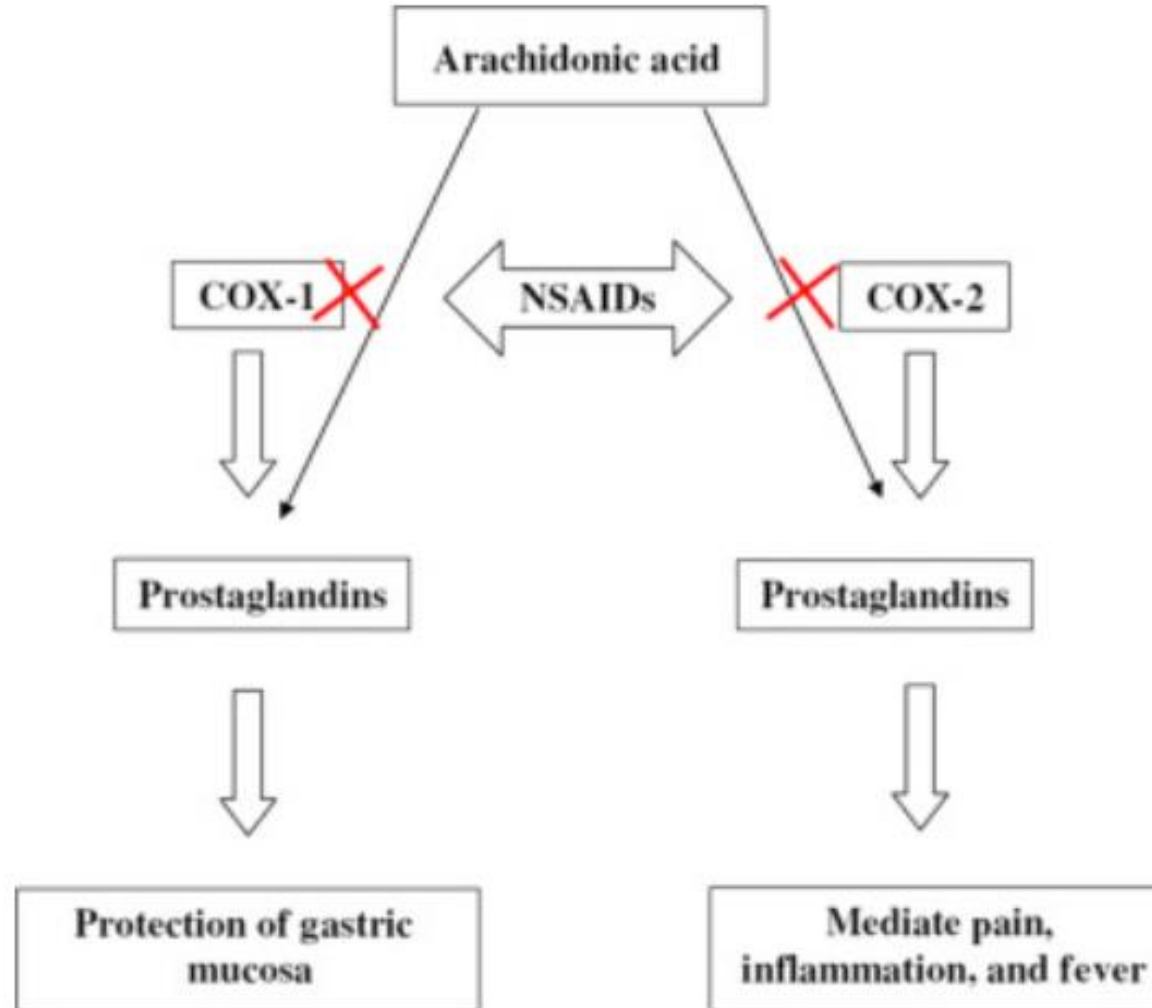 Arachidonic acid
COX-1
NSAIDs
COX-2
Prostaglandins
Prostaglandins
Protection of gastric
mucosa
Mediate pain,
inflammation, and fever